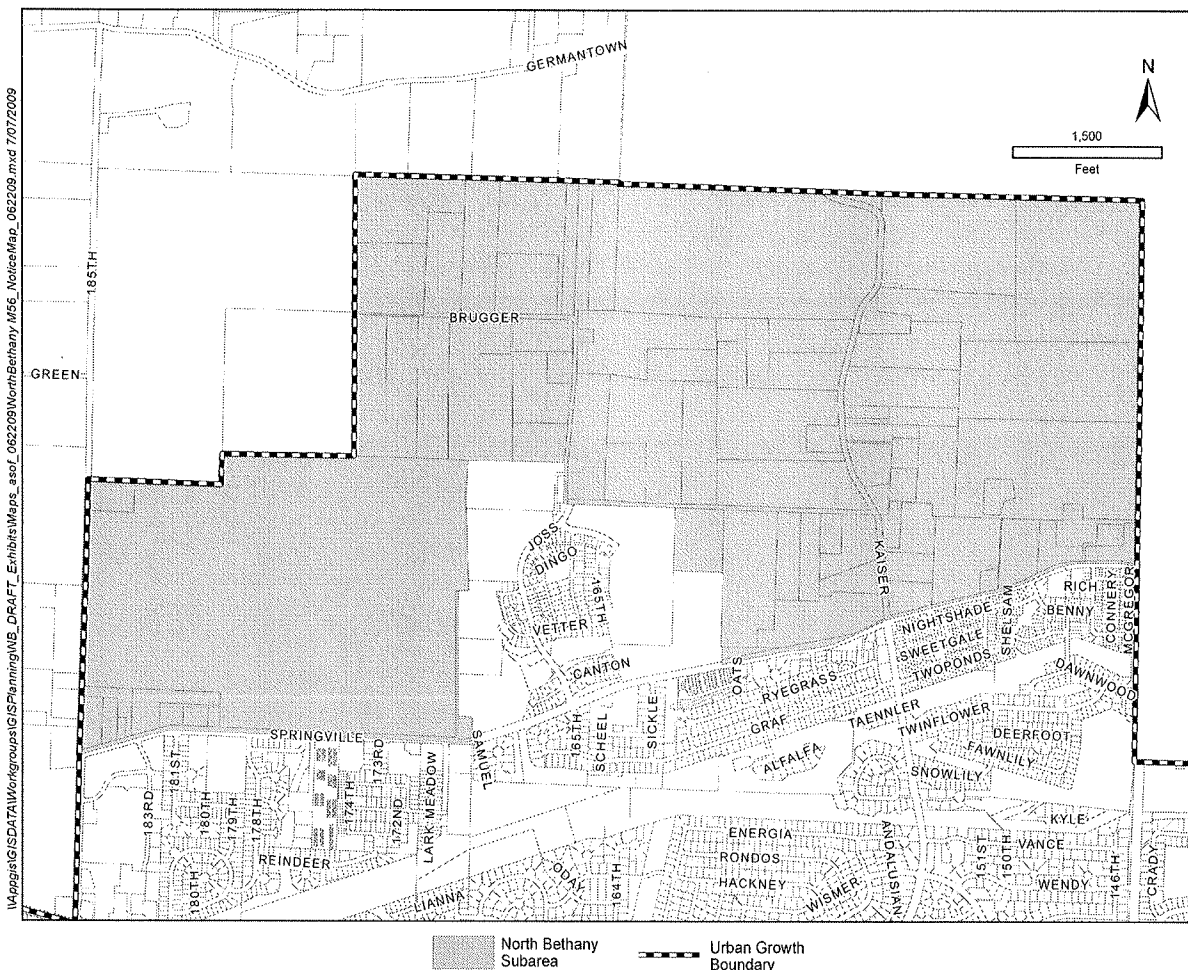 \\Appgis\GISDATA\Workgroups\GISPlanning\NB_DRAFT_Exhibits\Maps_asof_062209\NorthBethany M56_NoticeMap_062209.mxd 7/07/2009
GERMANTOWN
N
1,500
Feet
185TH
BRUGGER
GREEN
KAISER
JOSS
DINGO
165TH
VETTER
CANTON
RICH
BENNY
CONNERY
MCGREGOR
SHELSAM
NIGHTSHADE
SWEETGALE
TWOPONDS
DAWNWOOD
OATS
RYEGRASS
GRAF
TAENNLER
TWINFLOWER
DEERFOOT
FAWNLILY
SNOWLILY
ALFALFA
SICKLE
SCHEEL
165TH
SAMUEL
SPRINGVILLE
181ST
183RD
180TH
179TH
178TH
174TH
173RD
172ND
LARK MEADOW
REINDEER
180TH
LIANNA
ODAY
164TH
ENERGIA
RONDOS
HACKNEY
WISMER
ANDALUSIAN
151ST
150TH
KYLE
VANCE
WENDY
146TH
CRADY
North Bethany
Subarea
Urban Growth
Boundary